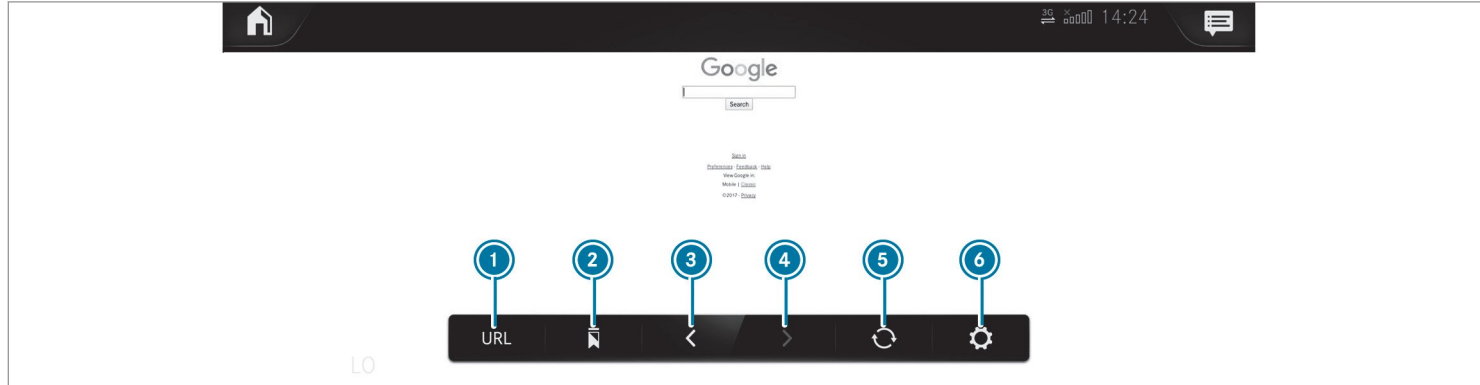 3G 14:24
Google
Search
Sign in
Preferences - Feedback - Help
View Google in:
Mobile | Classic
©2017 - Privacy
1 2 3 4 5 6
URL
LO